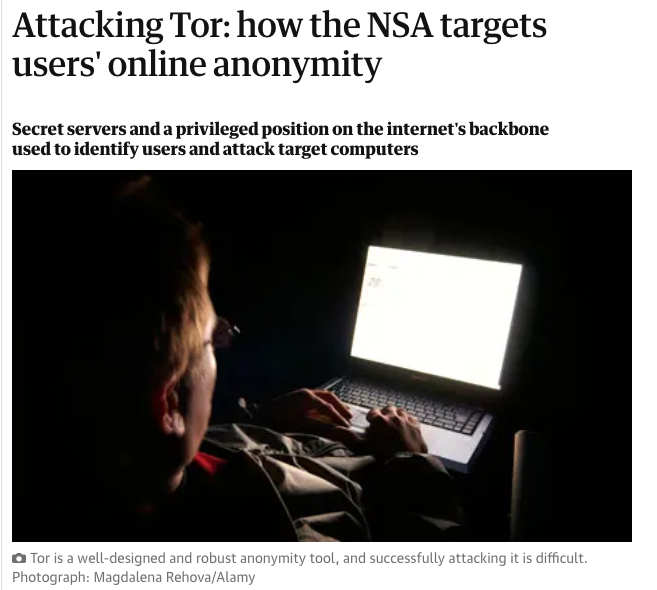 Attacking Tor: how the NSA targets
users' online anonymity
Secret servers and a privileged position on the internet's backbone
used to identify users and attack target computers
Tor is a well-designed and robust anonymity tool, and successfully attacking it is difficult.
Photograph: Magdalena Rehova/Alamy